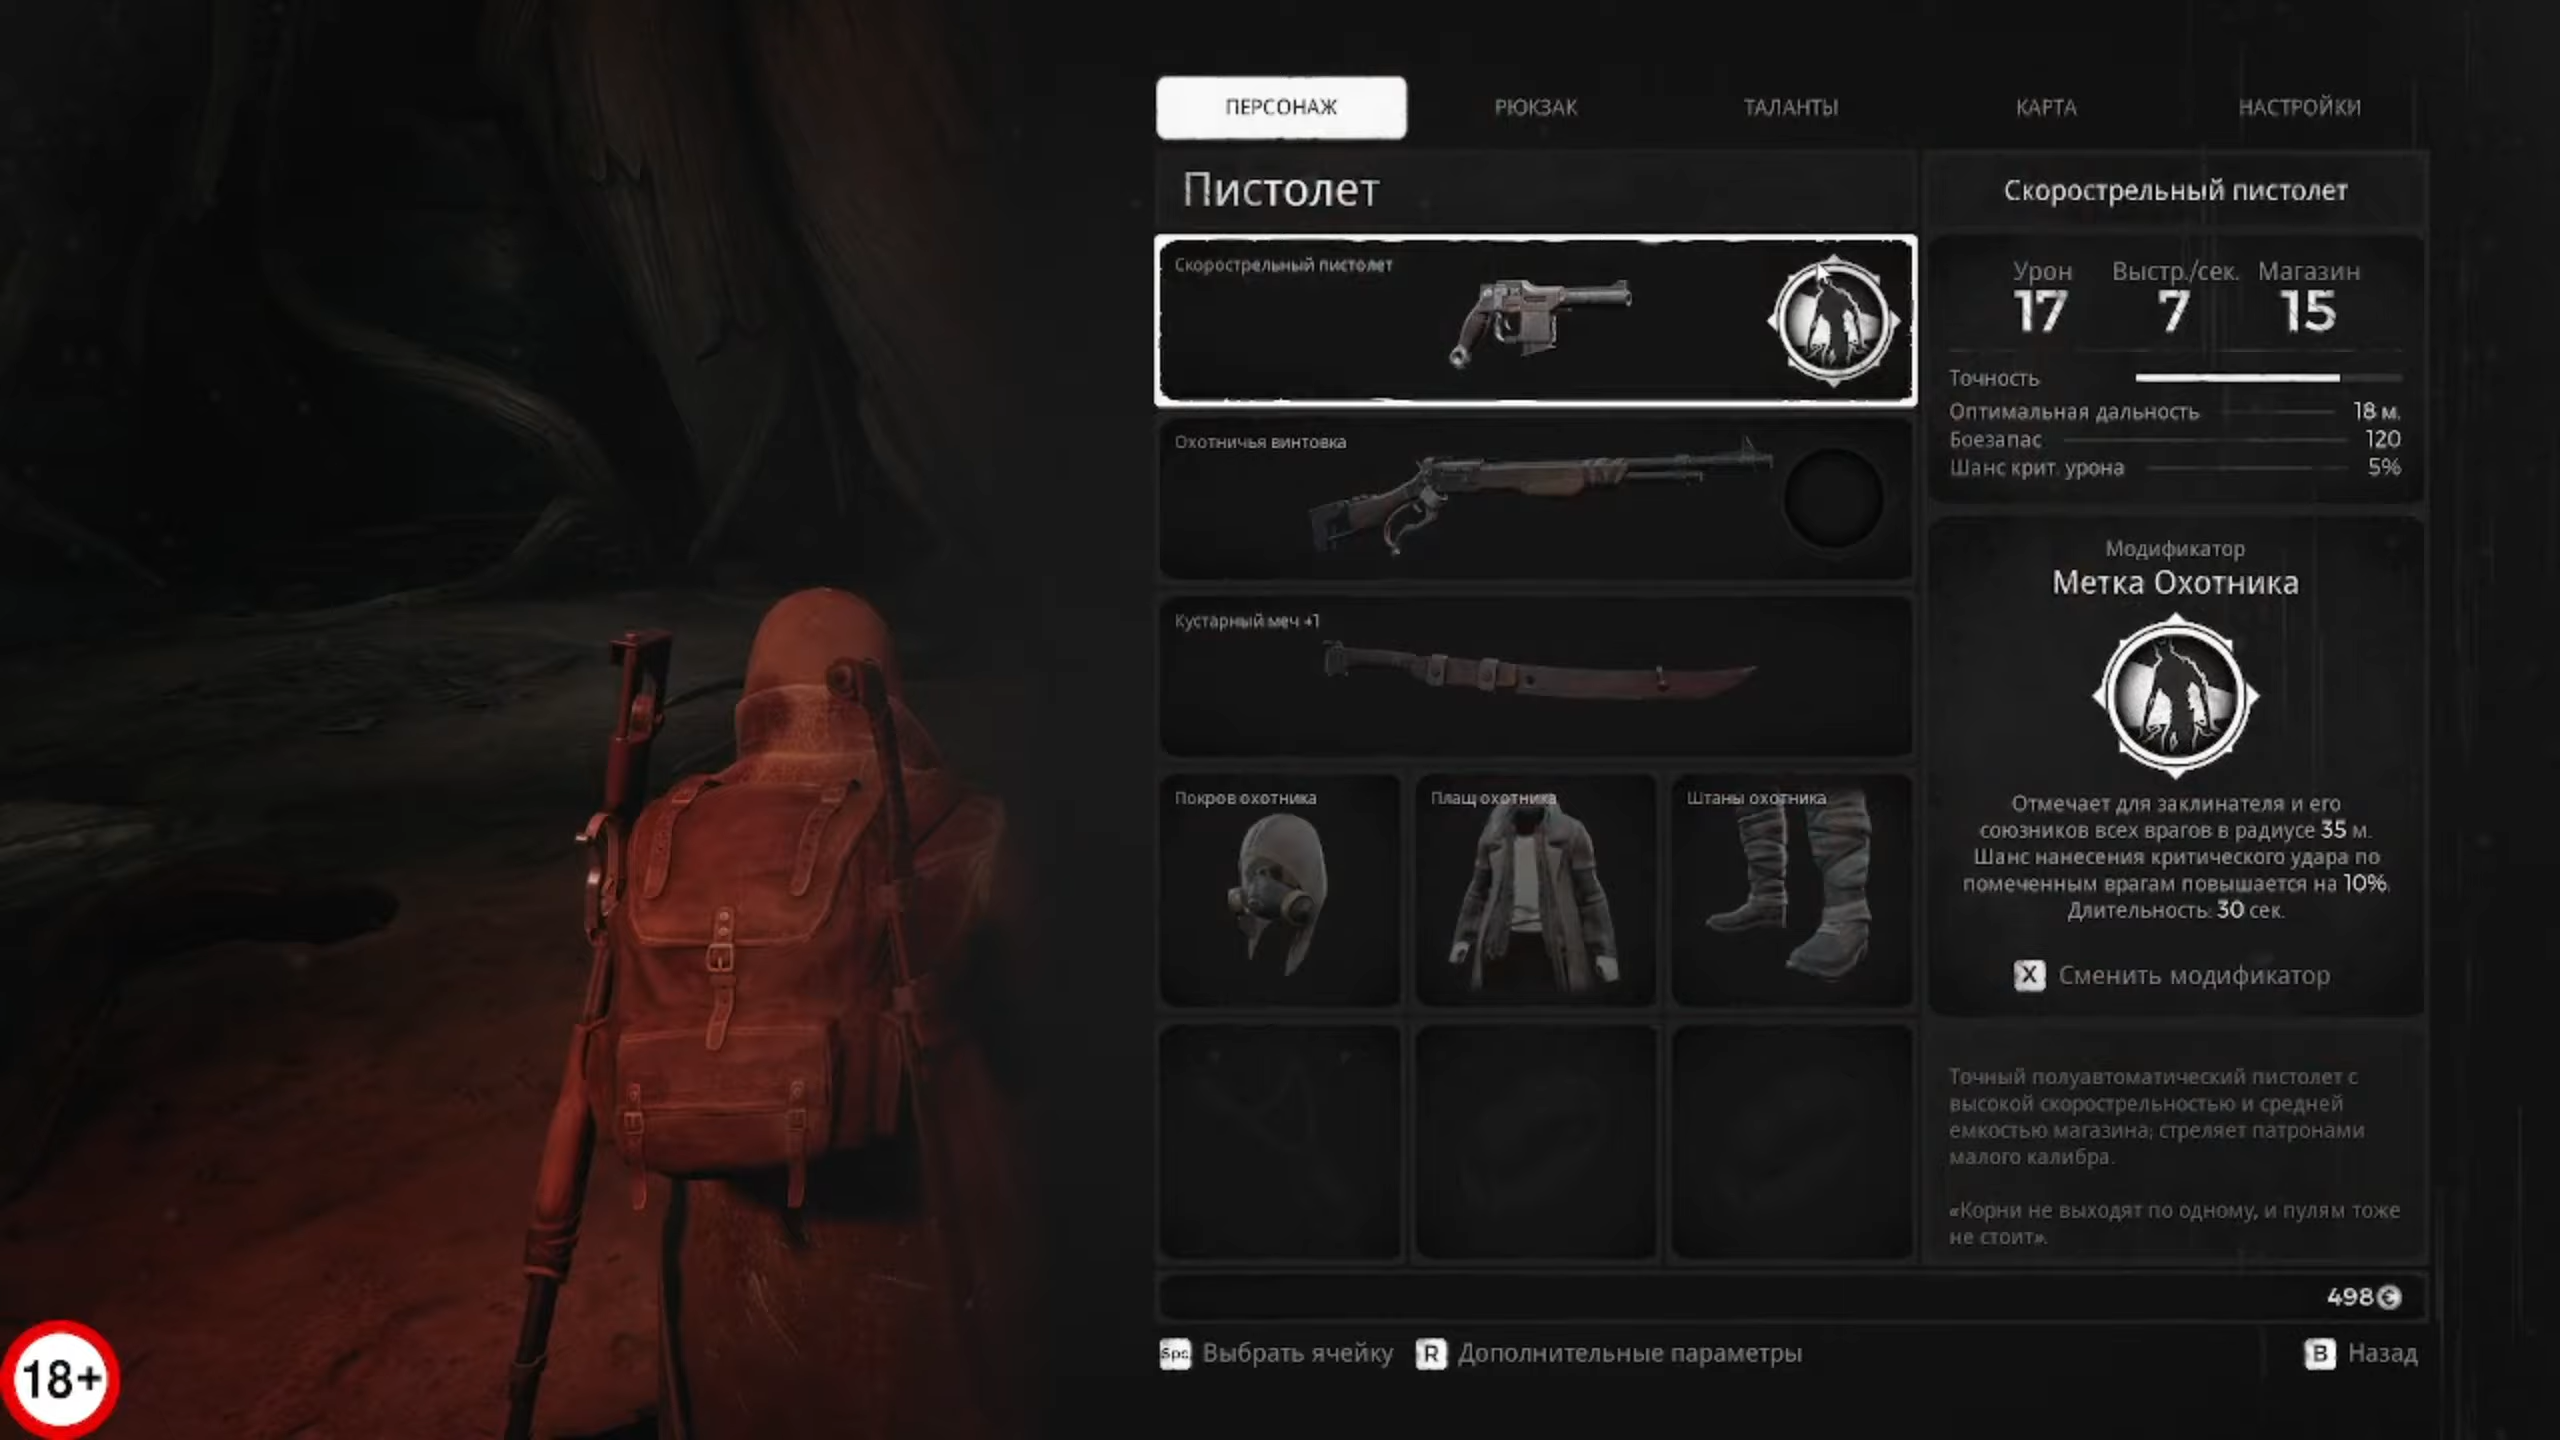 ПЕРСОНАЖ
РЮКЗАК
ТАЛАНТЫ
КАРТА
НАСТРОЙКИ
Пистолет
Скорострельный пистолет
Охотничья винтовка
Кустарный меч +1
Покров охотника
Плащ охотника
Штаны охотника
Скорострельный пистолет
Урон
Выстр./сек.
Магазин
17
7
15
Точность
Оптимальная дальность 18 м.
Боезапас 120
Шанс крит. урона 5%
Модификатор
Метка Охотника
Отмечает для заклинателя и его
союзников всех врагов в радиусе 35 м.
Шанс нанесения критического удара по
помеченным врагам повышается на 10%.
Длительность: 30 сек.
X Сменить модификатор
Точный полуавтоматический пистолет с
высокой скорострельностью и средней
емкостью магазина; стреляет патронами
малого калибра.
«Корни не выходят по одному, и пулям тоже
не стоит».
498
Spc Выбрать ячейку
R Дополнительные параметры
B Назад
18+